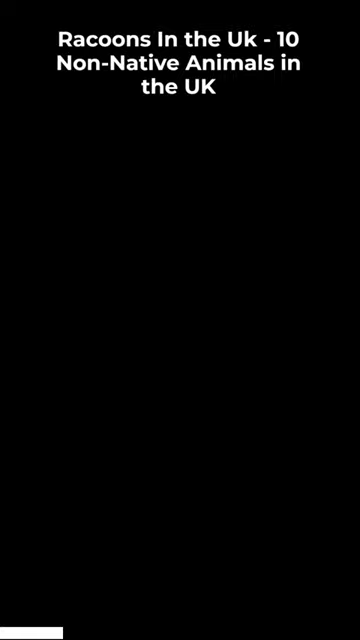 Racoons In the Uk - 10
Non-Native Animals in
the UK